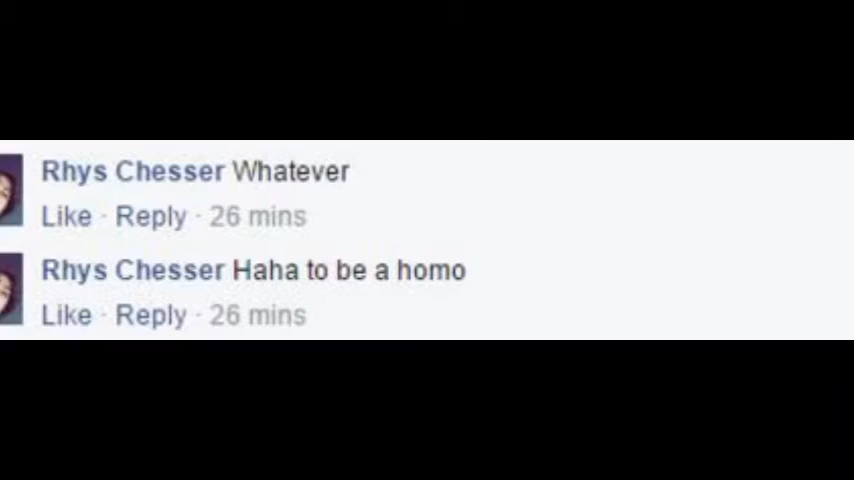 Rhys Chesser Whatever
Like · Reply · 26 mins
Rhys Chesser Haha to be a homo
Like · Reply · 26 mins